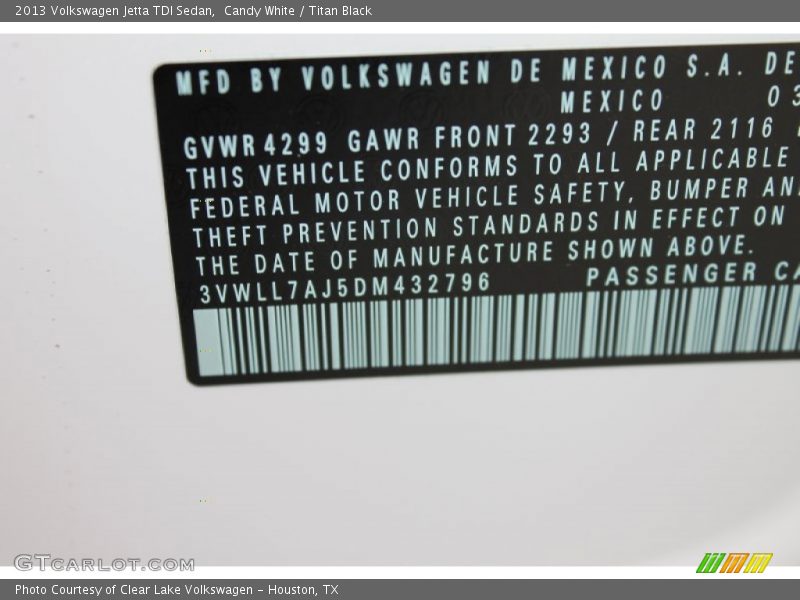 2013 Volkswagen Jetta TDI Sedan, Candy White / Titan Black
MFD BY VOLKSWAGEN DE MEXICO S.A. DE
MEXICO 03
GVWR 4299 GAWR FRONT 2293 / REAR 2116
THIS VEHICLE CONFORMS TO ALL APPLICABLE
FEDERAL MOTOR VEHICLE SAFETY, BUMPER AN
THEFT PREVENTION STANDARDS IN EFFECT ON
THE DATE OF MANUFACTURE SHOWN ABOVE.
3VWLL7AJ5DM432796 PASSENGER CA
GTCARLOT.COM
Photo Courtesy of Clear Lake Volkswagen – Houston, TX